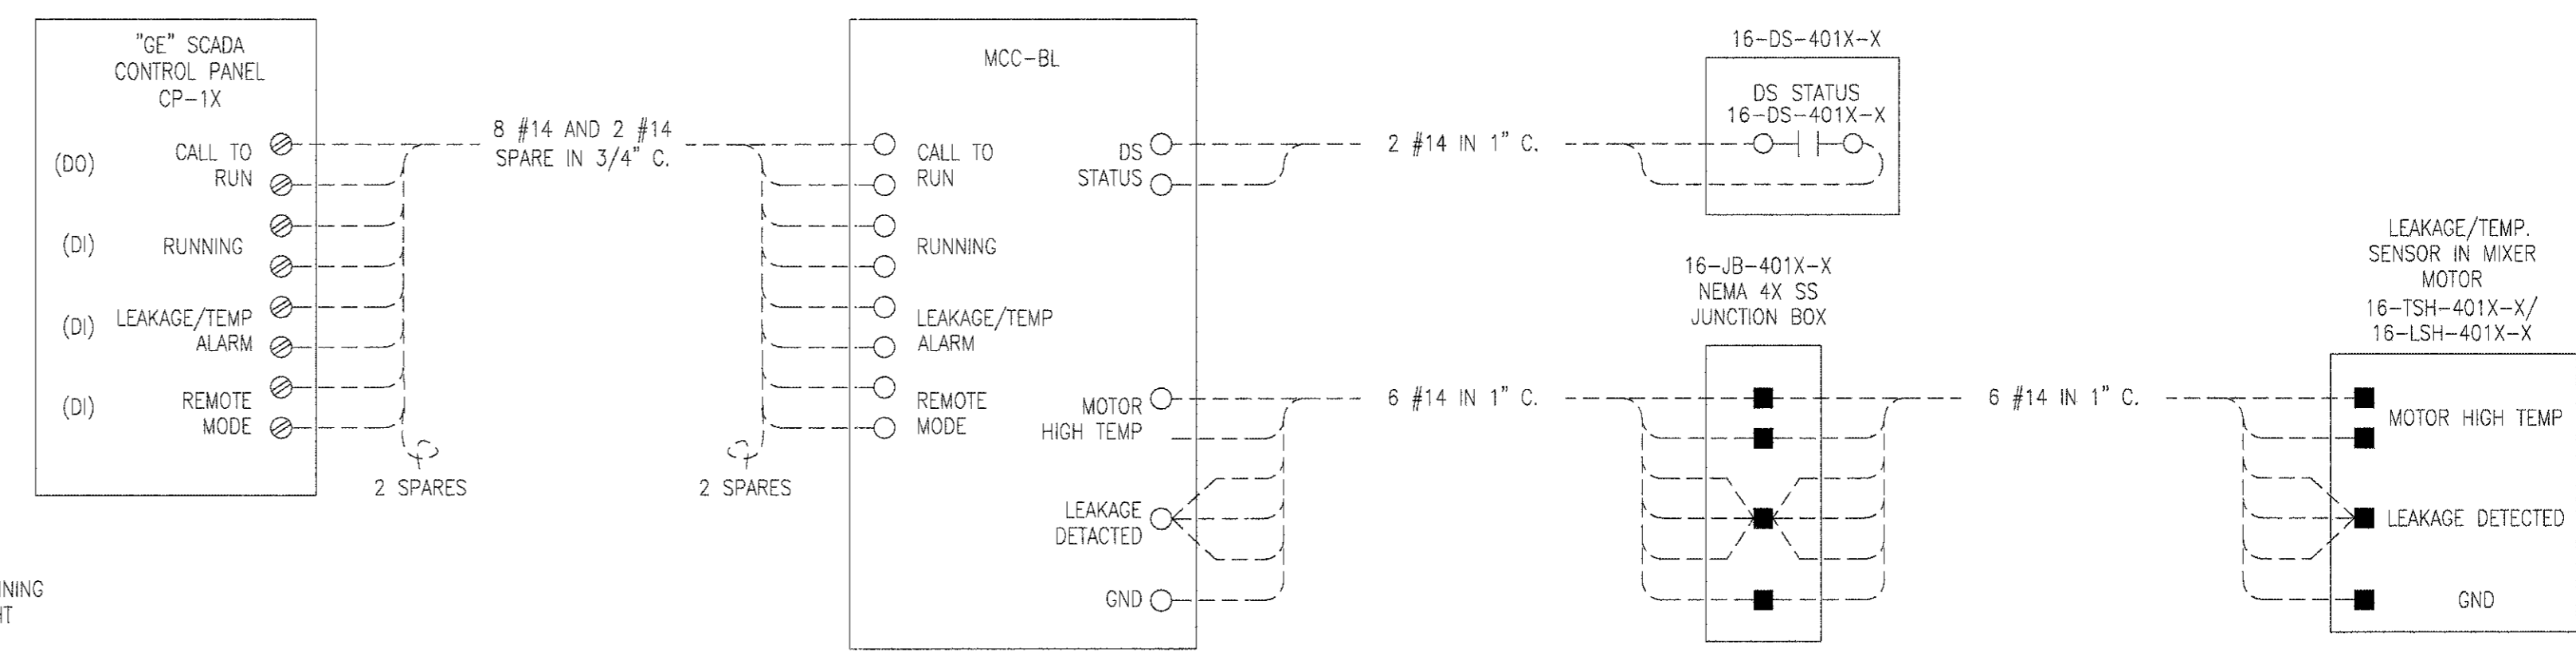 "GE" SCADA
CONTROL PANEL
CP-1X
(DO)
CALL TO
RUN
(DI)
RUNNING
(DI)
LEAKAGE/TEMP
ALARM
(DI)
REMOTE
MODE
8 #14 AND 2 #14
SPARE IN 3/4" C.
2 SPARES
2 SPARES
MCC-BL
CALL TO
RUN
RUNNING
LEAKAGE/TEMP
ALARM
REMOTE
MODE
DS
STATUS
MOTOR
HIGH TEMP
LEAKAGE
DETACTED
GND
2 #14 IN 1" C.
16-DS-401X-X
DS STATUS
16-DS-401X-X
6 #14 IN 1" C.
16-JB-401X-X
NEMA 4X SS
JUNCTION BOX
6 #14 IN 1" C.
LEAKAGE/TEMP.
SENSOR IN MIXER
MOTOR
16-TSH-401X-X/
16-LSH-401X-X
MOTOR HIGH TEMP
LEAKAGE DETECTED
GND